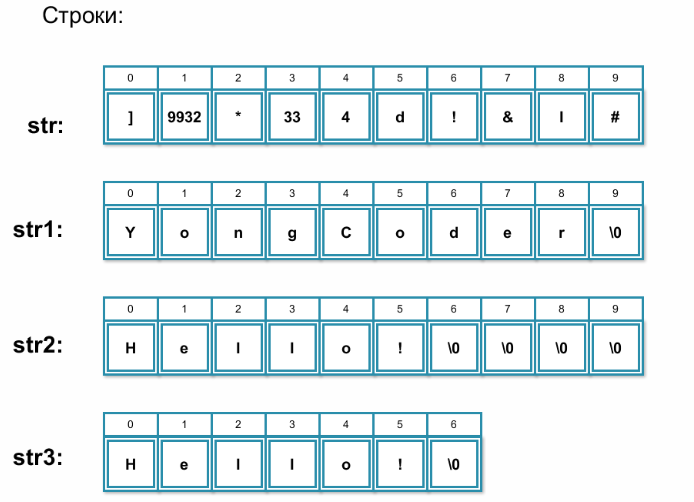 Строки:
0 1 2 3 4 5 6 7 8 9
str: ] 9932 * 33 4 d ! & l #
0 1 2 3 4 5 6 7 8 9
str1: Y o n g C o d e r \0
0 1 2 3 4 5 6 7 8 9
str2: H e l l o ! \0 \0 \0 \0
0 1 2 3 4 5 6
str3: H e l l o ! \0